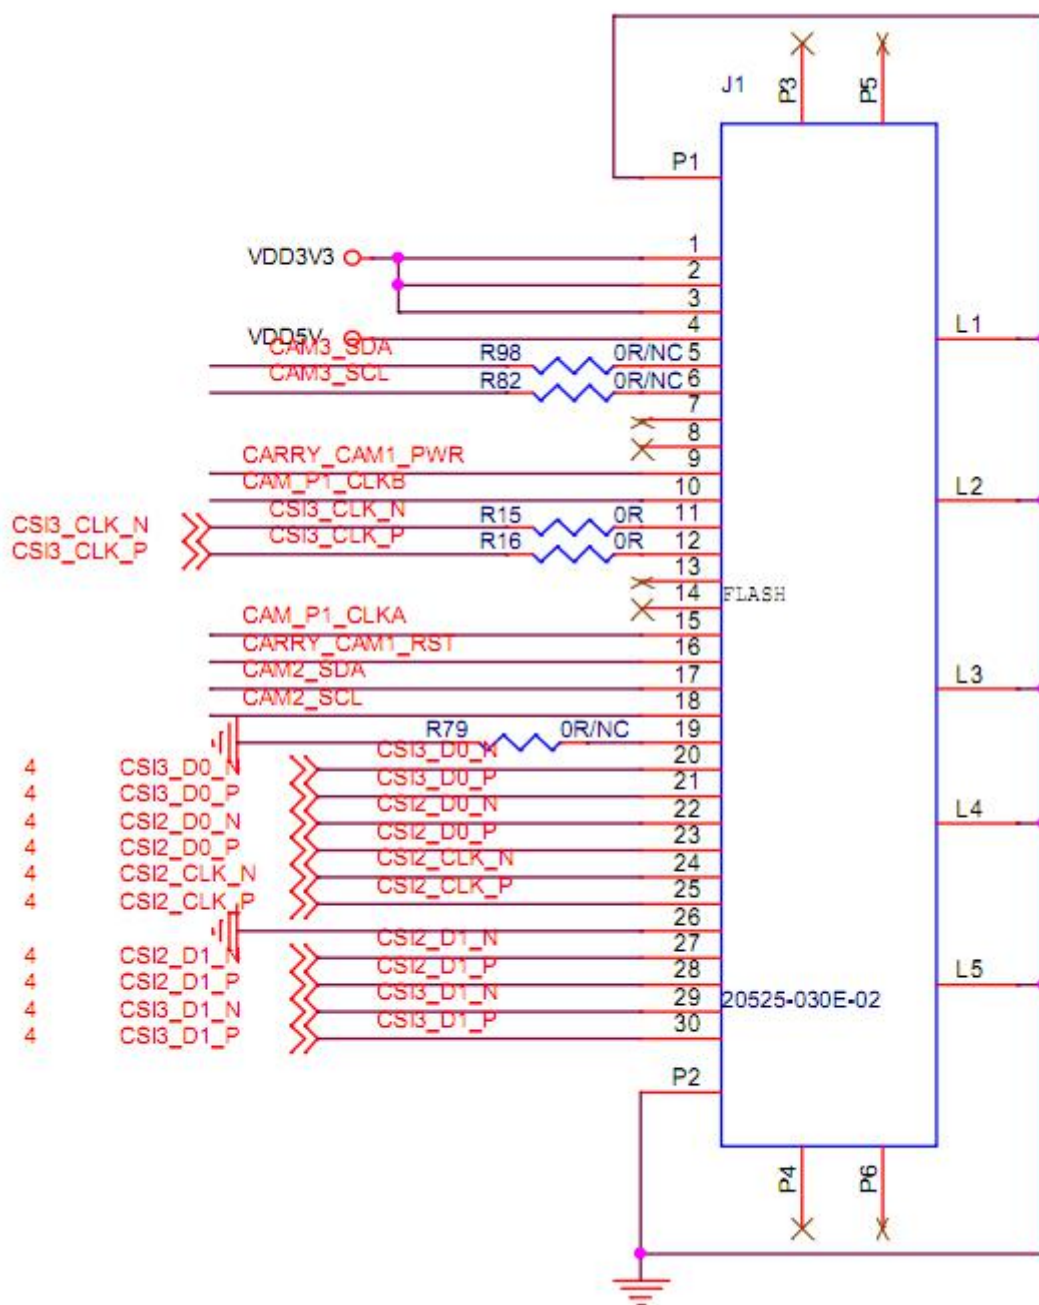 J1
P3
P5
P1
VDD3V3
1
2
3
VDD5V
4
L1
CAM3_SDA
R98
0R/NC
5
CAM3_SCL
R82
0R/NC
6
7
8
CARRY_CAM1_PWR
9
CAM_P1_CLKB
10
L2
CSI3_CLK_N
CSI3_CLK_N
R15
0R
11
CSI3_CLK_P
CSI3_CLK_P
R16
0R
12
13
14
FLASH
CAM_P1_CLKA
15
CARRY_CAM1_RST
16
CAM2_SDA
17
L3
CAM2_SCL
18
R79
0R/NC
19
4
CSI3_D0_N
CSI3_D0_N
20
4
CSI3_D0_P
CSI3_D0_P
21
4
CSI2_D0_N
CSI2_D0_N
22
L4
4
CSI2_D0_P
CSI2_D0_P
23
4
CSI2_CLK_N
CSI2_CLK_N
24
4
CSI2_CLK_P
CSI2_CLK_P
25
26
4
CSI2_D1_N
CSI2_D1_N
27
4
CSI2_D1_P
CSI2_D1_P
28
L5
4
CSI3_D1_N
CSI3_D1_N
29
20525-030E-02
4
CSI3_D1_P
CSI3_D1_P
30
P2
P4
P6